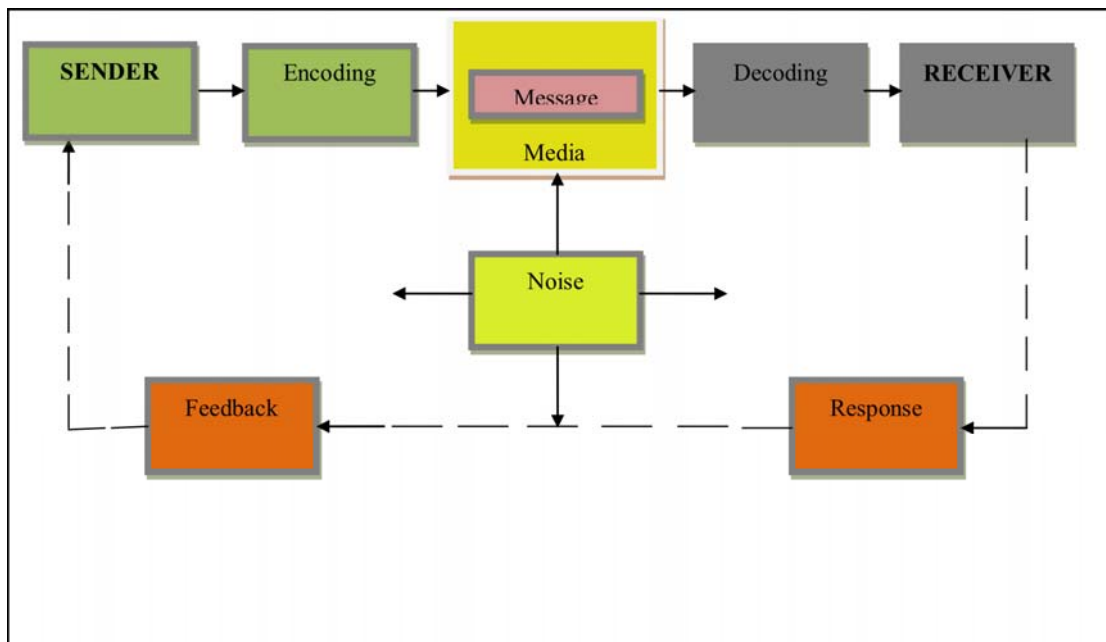 SENDER
Encoding
Message
Media
Decoding
RECEIVER
Noise
Feedback
Response